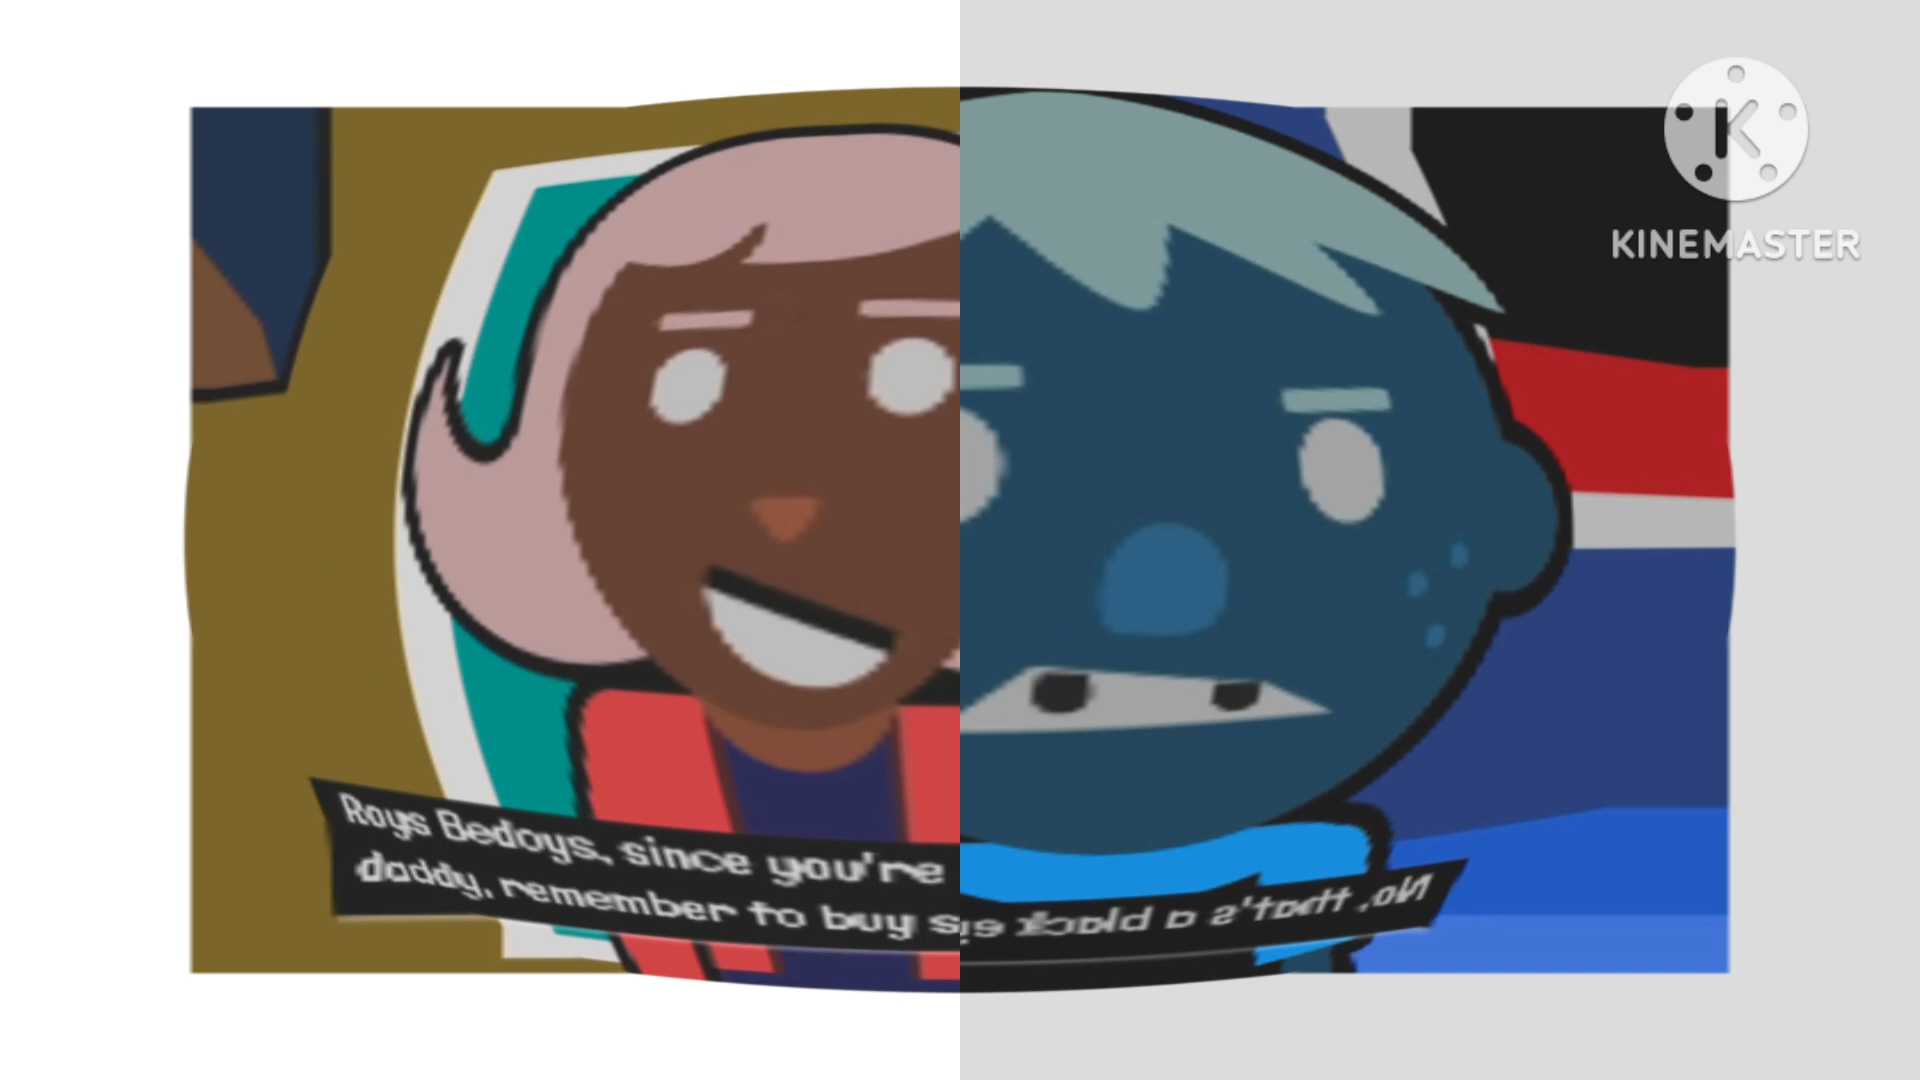 KINEMASTER
Roys Bedoys, since you're
daddy, remember to buy
No, that's a black